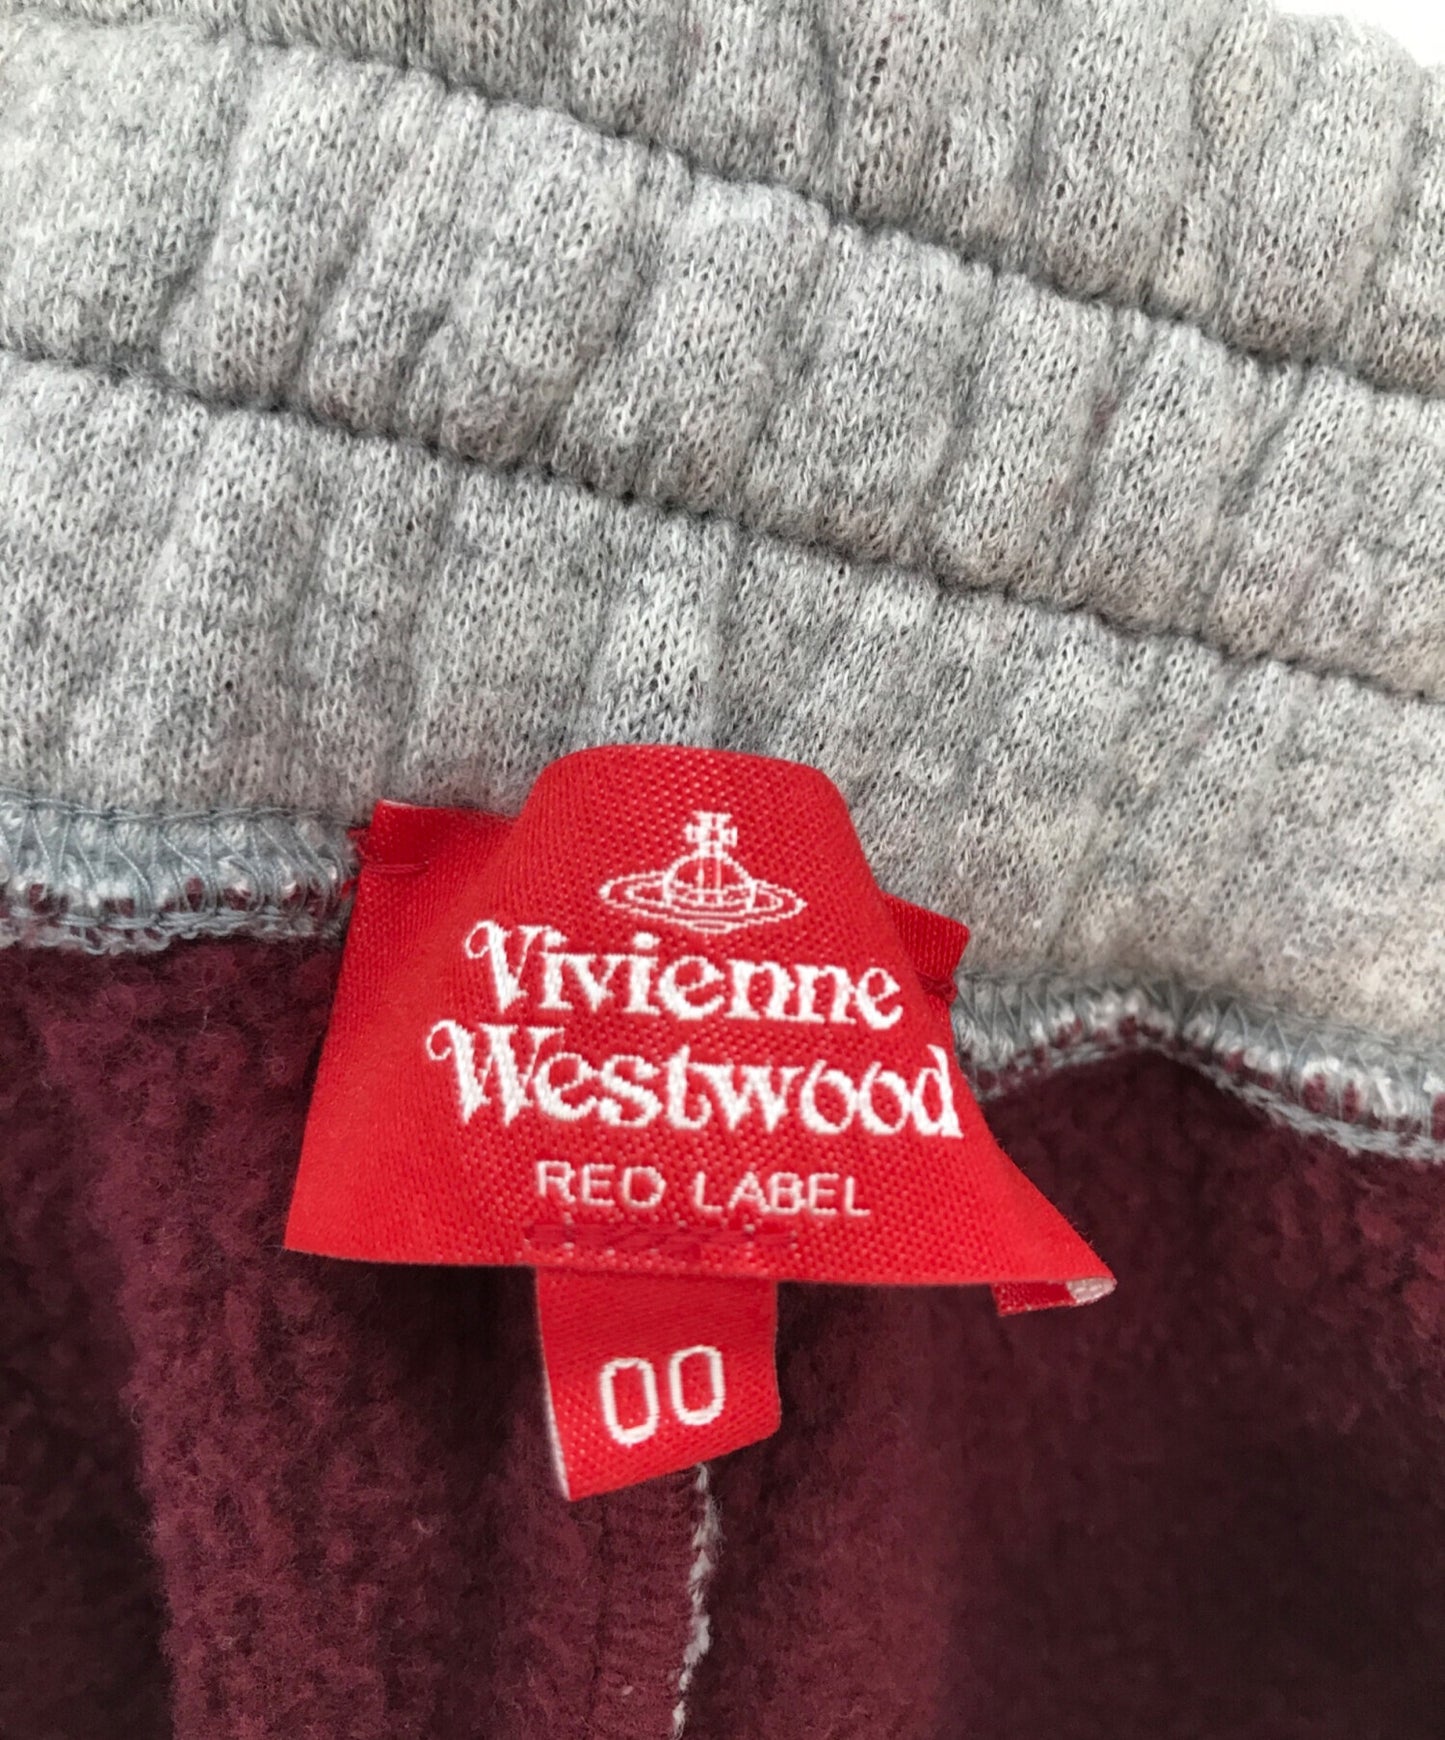 Vivienne
Westwood
RED LABEL
00